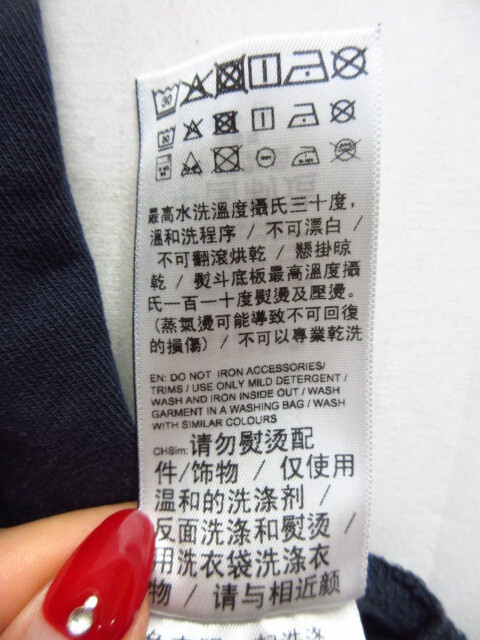 30
30
最高水洗溫度攝氏三十度，
溫和洗程序 / 不可漂白 /
不可翻滾烘乾 / 懸掛晾
乾 / 熨斗底板最高溫度攝
氏一百一十度熨燙及壓燙。
(蒸氣燙可能導致不可回復
的損傷) / 不可以專業乾洗
EN: DO NOT IRON ACCESSORIES/
TRIMS / USE ONLY MILD DETERGENT /
WASH AND IRON INSIDE OUT / WASH
GARMENT IN A WASHING BAG / WASH
WITH SIMILAR COLOURS
CHSim: 请勿熨烫配
件/饰物 / 仅使用
温和的洗涤剂 /
反面洗涤和熨烫 /
用洗衣袋洗涤衣
物 / 请与相近颜